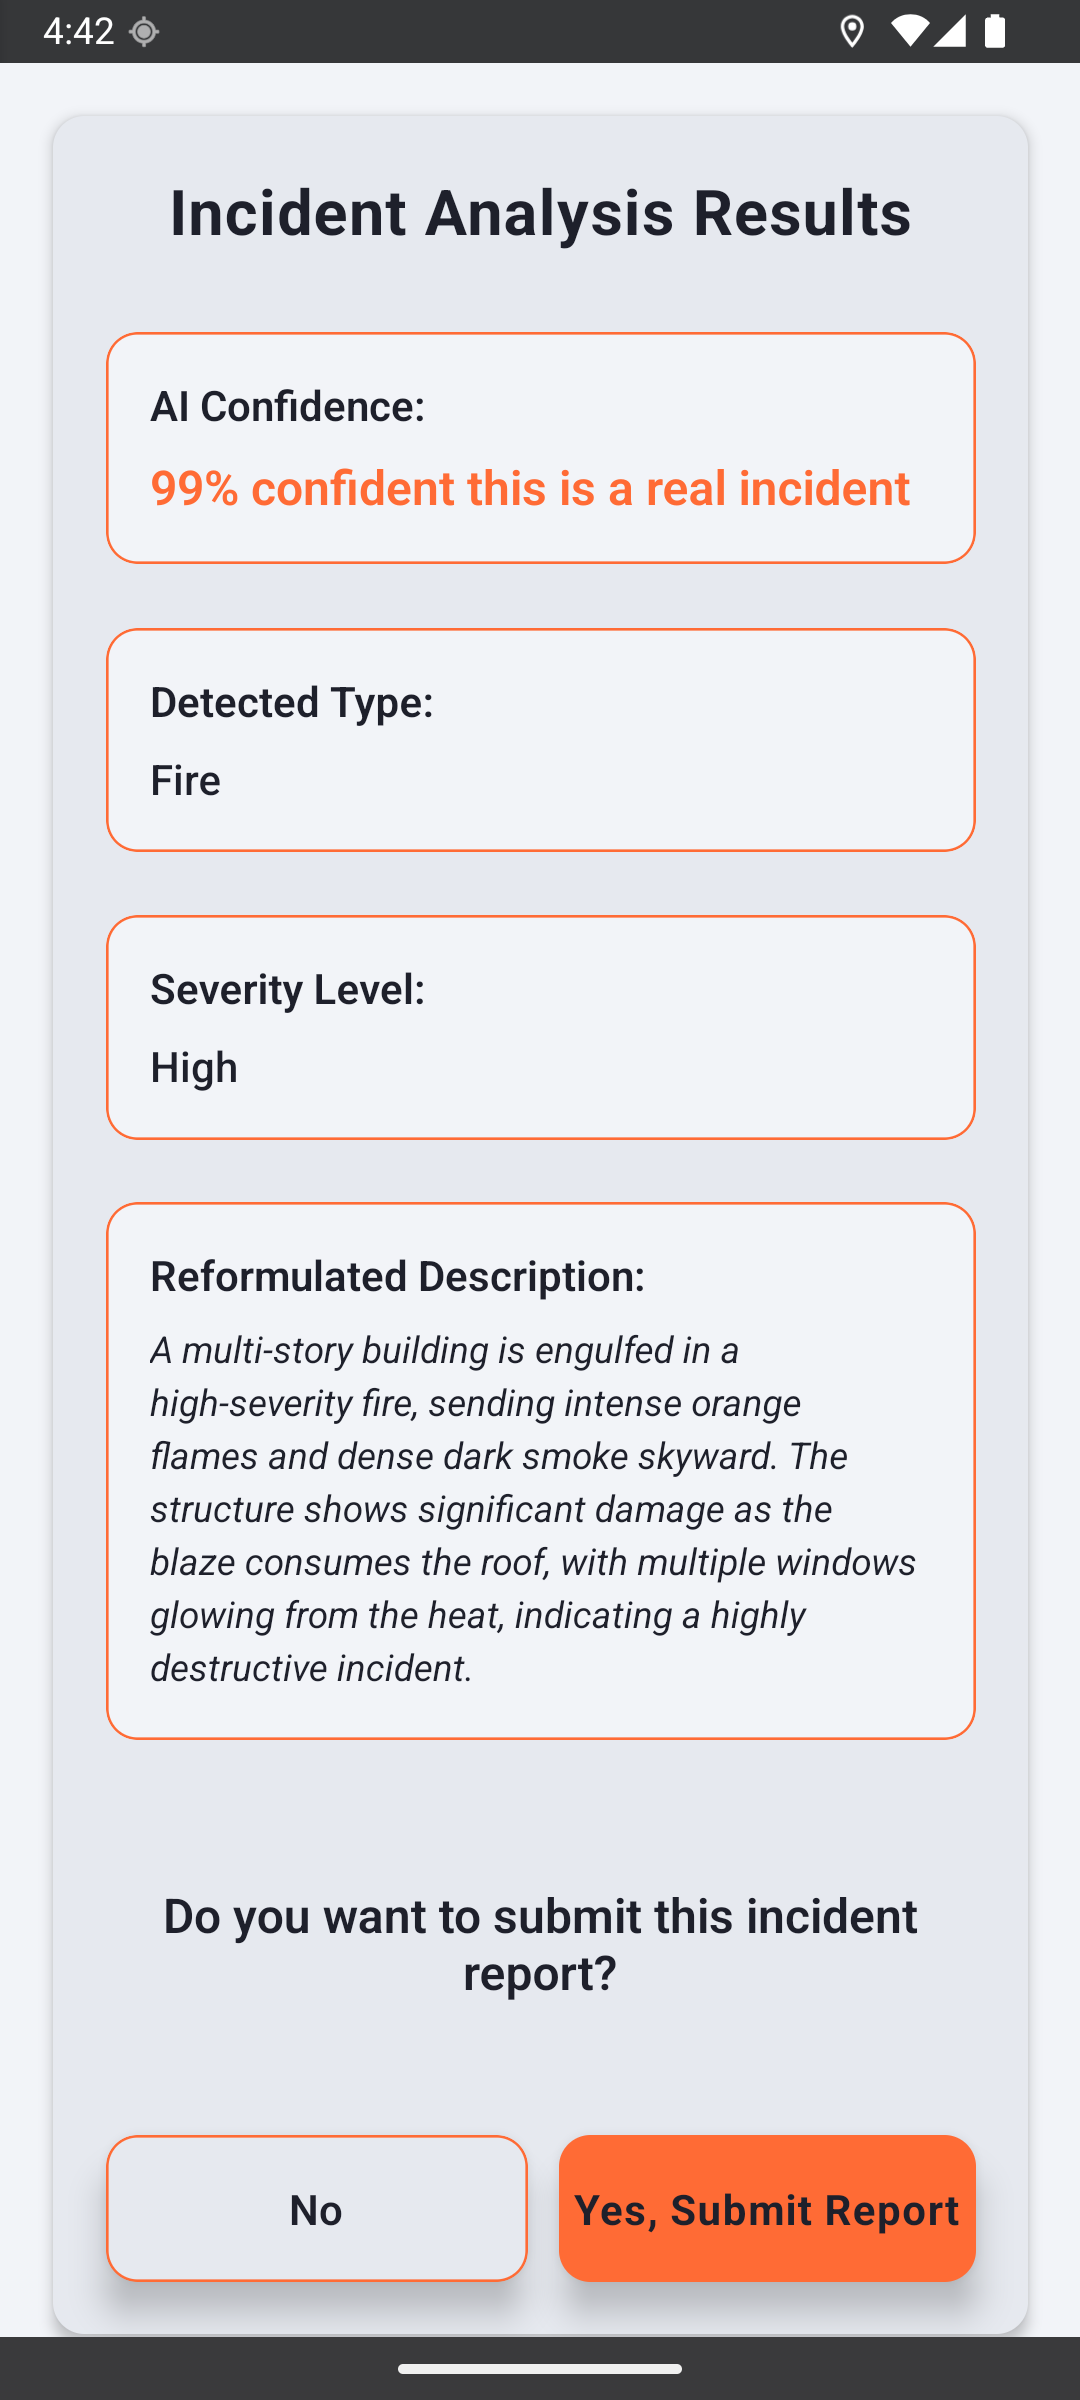 4:42
Incident Analysis Results
AI Confidence:
99% confident this is a real incident
Detected Type:
Fire
Severity Level:
High
Reformulated Description:
A multi-story building is engulfed in a
high-severity fire, sending intense orange
flames and dense dark smoke skyward. The
structure shows significant damage as the
blaze consumes the roof, with multiple windows
glowing from the heat, indicating a highly
destructive incident.
Do you want to submit this incident
report?
No
Yes, Submit Report